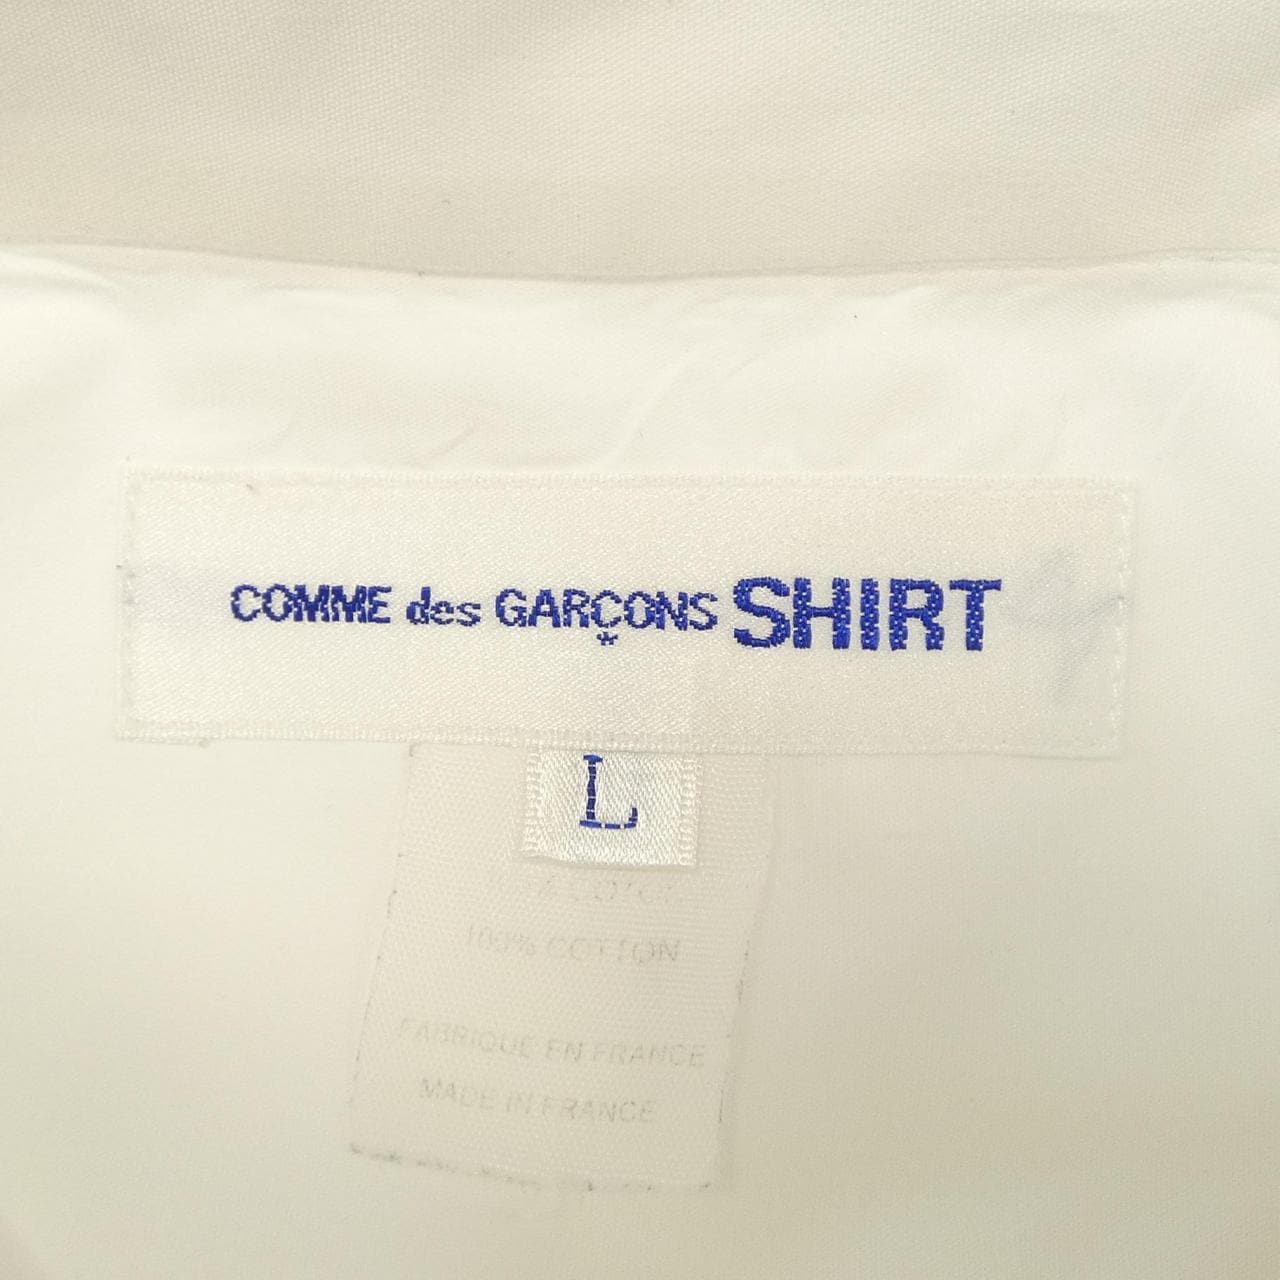 COMME des GARÇONS SHIRT
L
100% COTTON
FABRIQUE EN FRANCE
MADE IN FRANCE